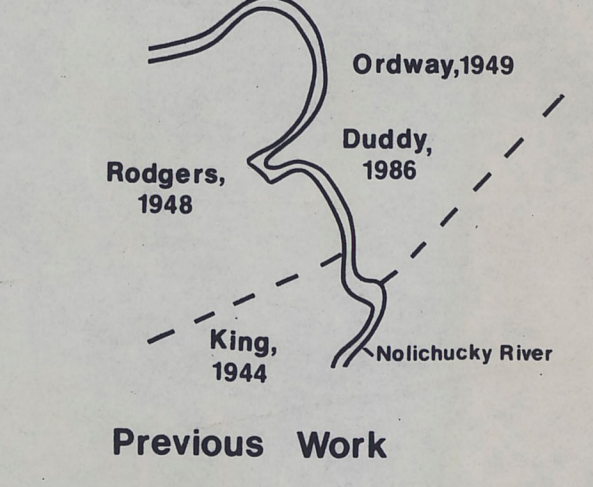 Ordway,1949
Duddy,
1986
Rodgers,
1948
King,
1944
Nolichucky River
Previous Work